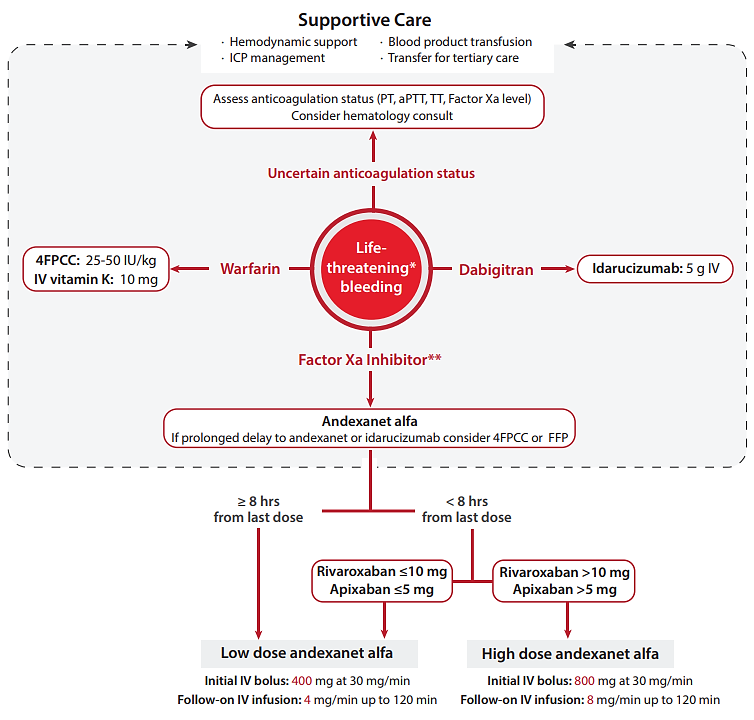 Supportive Care
· Hemodynamic support · Blood product transfusion
· ICP management · Transfer for tertiary care
Assess anticoagulation status (PT, aPTT, TT, Factor Xa level)
Consider hematology consult
Uncertain anticoagulation status
4FPCC: 25-50 IU/kg
IV vitamin K: 10 mg
Warfarin
Life-
threatening*
bleeding
Dabigitran
Idarucizumab: 5 g IV
Factor Xa Inhibitor**
Andexanet alfa
If prolonged delay to andexanet or idarucizumab consider 4FPCC or FFP
≥ 8 hrs
from last dose
< 8 hrs
from last dose
Rivaroxaban ≤10 mg
Apixaban ≤5 mg
Rivaroxaban >10 mg
Apixaban >5 mg
Low dose andexanet alfa
Initial IV bolus: 400 mg at 30 mg/min
Follow-on IV infusion: 4 mg/min up to 120 min
High dose andexanet alfa
Initial IV bolus: 800 mg at 30 mg/min
Follow-on IV infusion: 8 mg/min up to 120 min